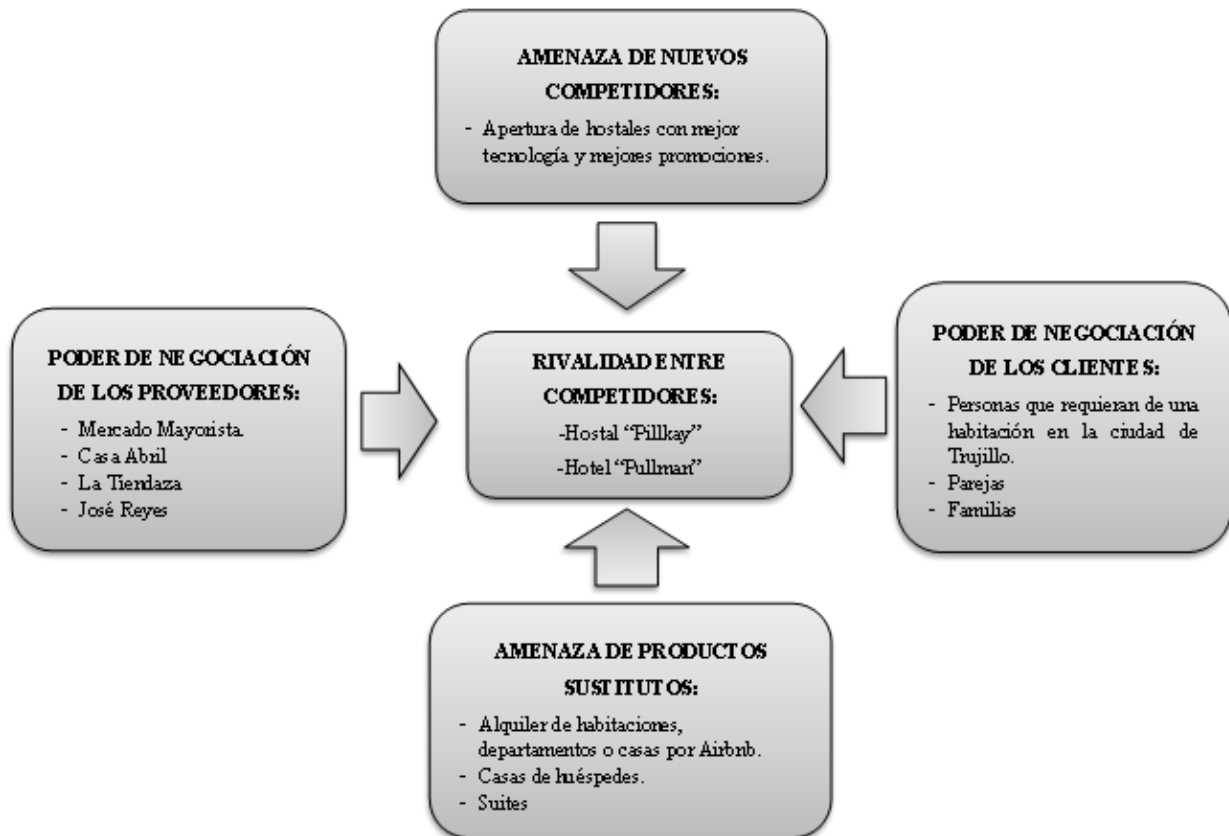 AMENAZA DE NUEVOS
COMPETIDORES:
- Apertura de hostales con mejor
tecnología y mejores promociones.
PODER DE NEGOCIACIÓN
DE LOS PROVEEDORES:
- Mercado Mayorista
- Casa Abril
- La Tiendaza
- José Reyes
RIVALIDAD ENTRE
COMPETIDORES:
-Hostal “Pillkay”
-Hotel “Pullman”
PODER DE NEGOCIACIÓN
DE LOS CLIENTES:
- Personas que requieran de una
habitación en la ciudad de
Trujillo.
- Parejas
- Familias
AMENAZA DE PRODUCTOS
SUSTITUTOS:
- Alquiler de habitaciones,
departamentos o casas por Airbnb.
- Casas de huéspedes.
- Suites